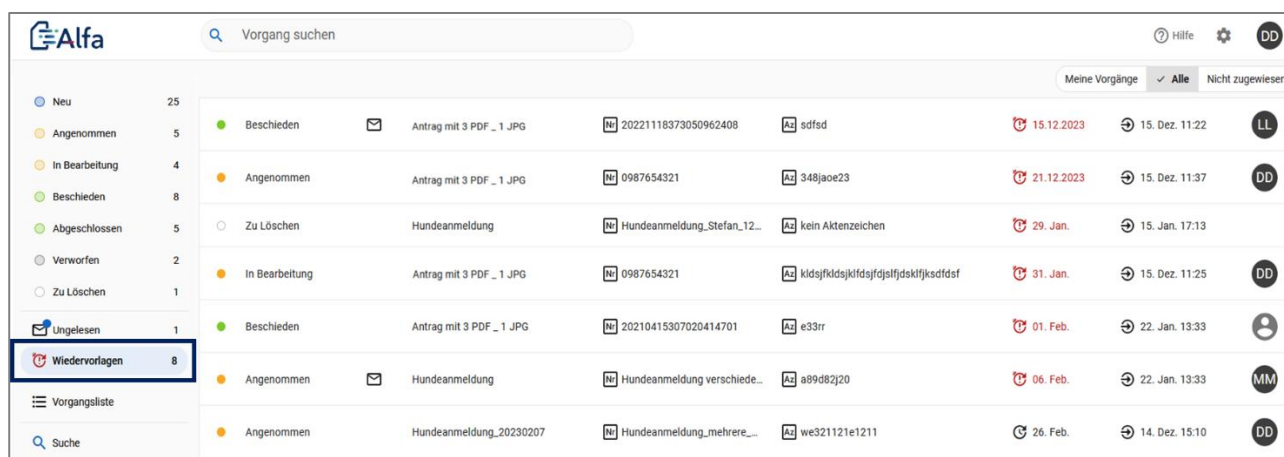 Alfa
Vorgang suchen
Hilfe
DD
Meine Vorgänge Alle Nicht zugewiesen
Neu 25
Angenommen 5
In Bearbeitung 4
Beschieden 8
Abgeschlossen 5
Verworfen 2
Zu Löschen 1
Ungelesen 1
Wiedervorlagen 8
Vorgangsliste
Suche
Beschieden Antrag mit 3 PDF _ 1 JPG Nr 20221118373050962408 Az sdfsd 15.12.2023 15. Dez. 11:22 LL
Angenommen Antrag mit 3 PDF _ 1 JPG Nr 0987654321 Az 348jaoe23 21.12.2023 15. Dez. 11:37 DD
Zu Löschen Hundeanmeldung Nr Hundeanmeldung_Stefan_12... Az kein Aktenzeichen 29. Jan. 15. Jan. 17:13
In Bearbeitung Antrag mit 3 PDF _ 1 JPG Nr 0987654321 Az 31. Jan. 15. Dez. 11:25 DD
Beschieden Antrag mit 3 PDF _ 1 JPG Nr 20210415307020414701 Az e33rr 01. Feb. 22. Jan. 13:33
Angenommen Hundeanmeldung Nr Hundeanmeldung verschiede... Az a89d82j20 06. Feb. 22. Jan. 13:33 MM
Angenommen Hundeanmeldung_20230207 Nr Hundeanmeldung_mehrere_... Az we321121e1211 26. Feb. 14. Dez. 15:10 DD